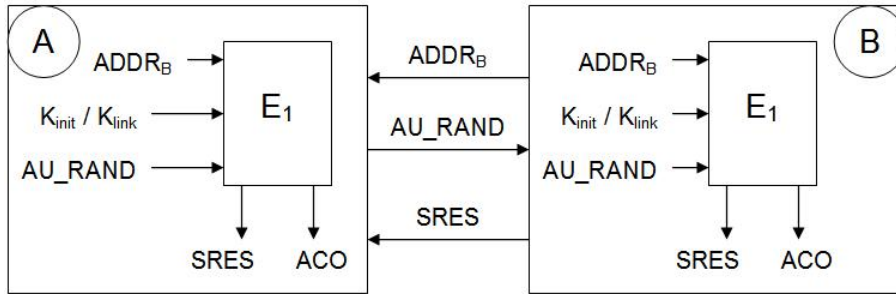 A
ADDR_B
K_init / K_link
AU_RAND
E_1
SRES
ACO
ADDR_B
AU_RAND
SRES
B
ADDR_B
K_init / K_link
AU_RAND
E_1
SRES
ACO